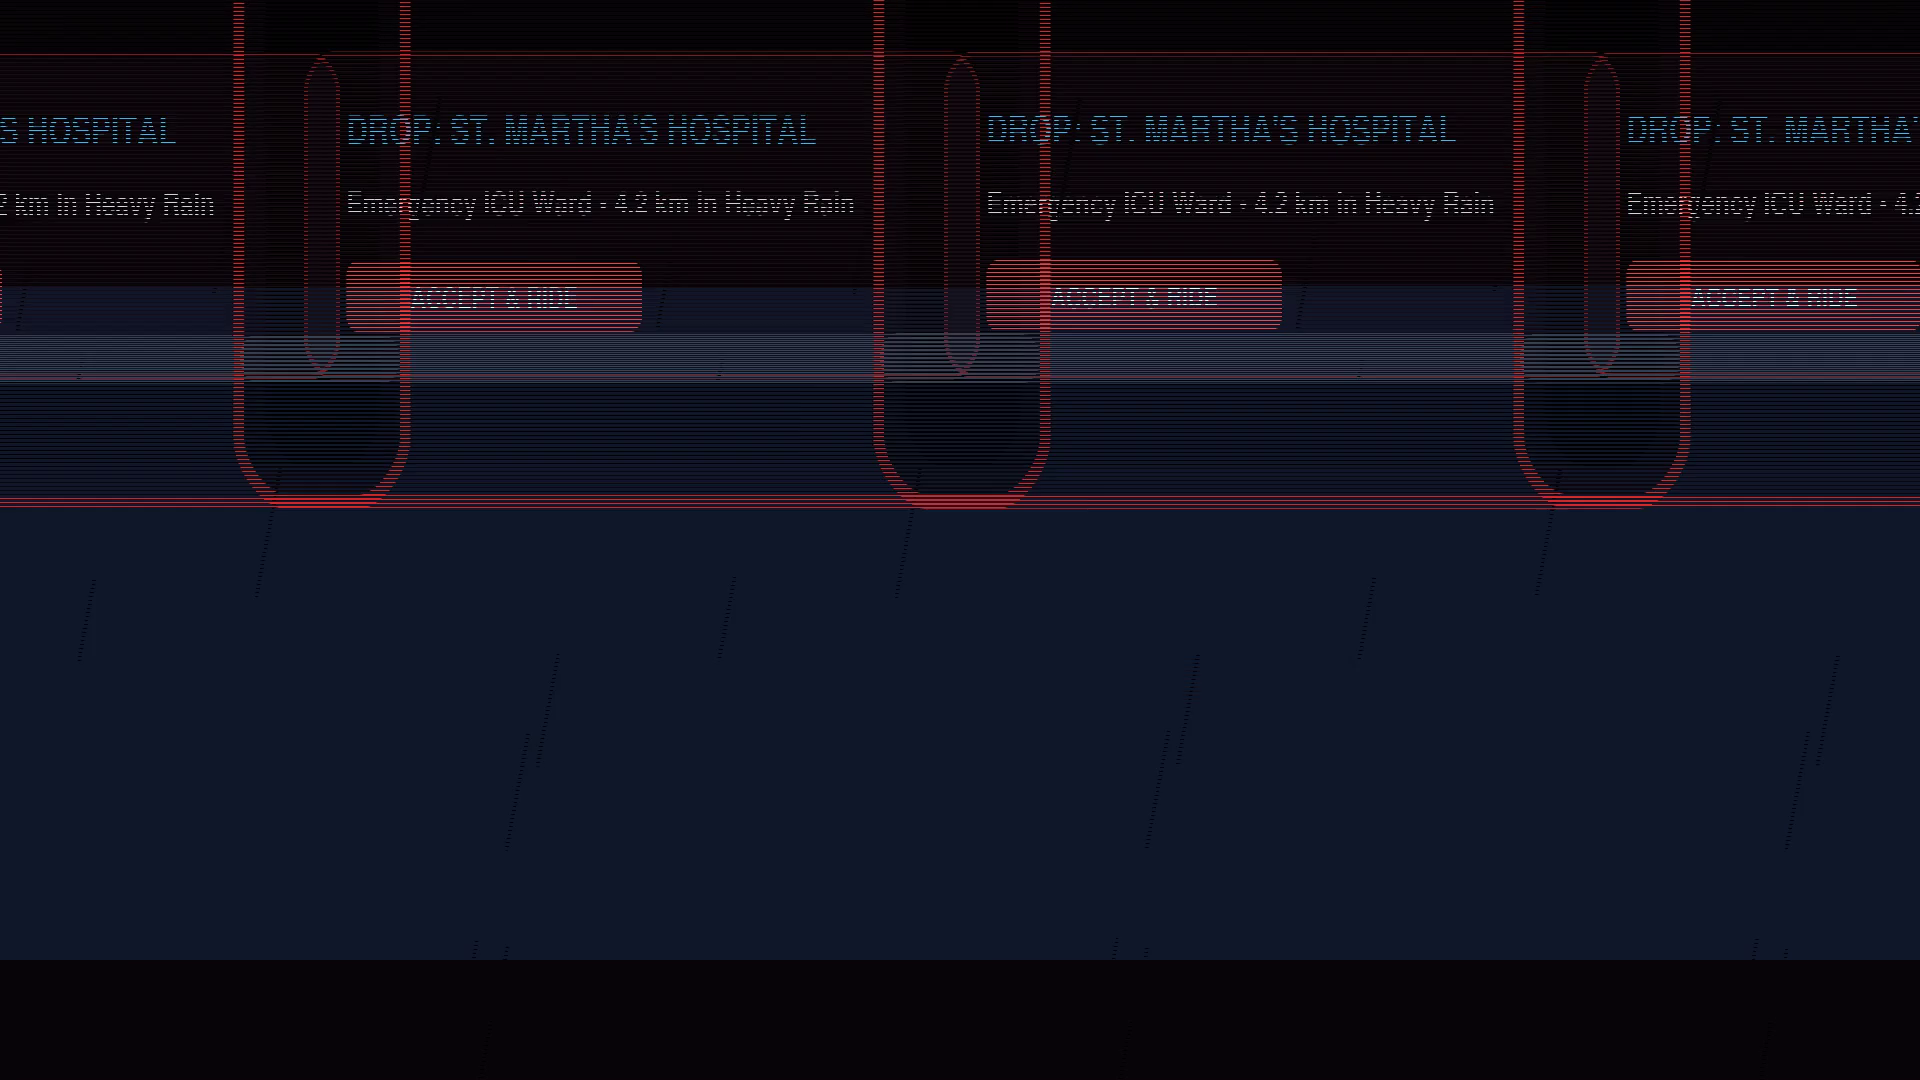 S HOSPITAL DROP: ST. MARTHA'S HOSPITAL DROP: ST. MARTHA'S HOSPITAL DROP: ST. MARTHA'
2 km in Heavy Rain Emergency ICU Ward - 4.2 km in Heavy Rain Emergency ICU Ward - 4.2 km in Heavy Rain Emergency ICU Ward - 4.2
ACCEPT & RIDE ACCEPT & RIDE ACCEPT & RIDE